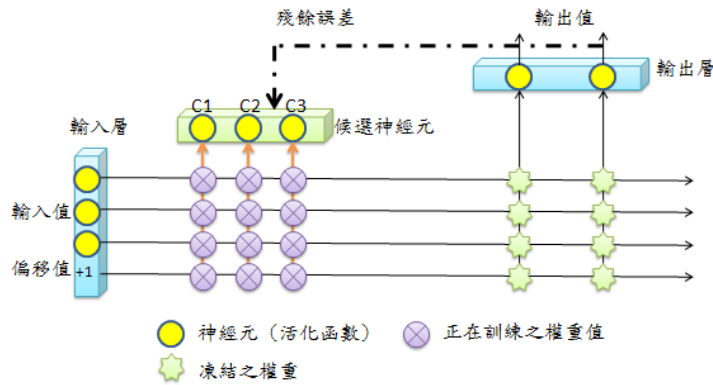 殘餘誤差
輸出值
輸出層
C1 C2 C3
輸入層
候選神經元
輸入值
偏移值 +1
神經元（活化函數）
正在訓練之權重值
凍結之權重